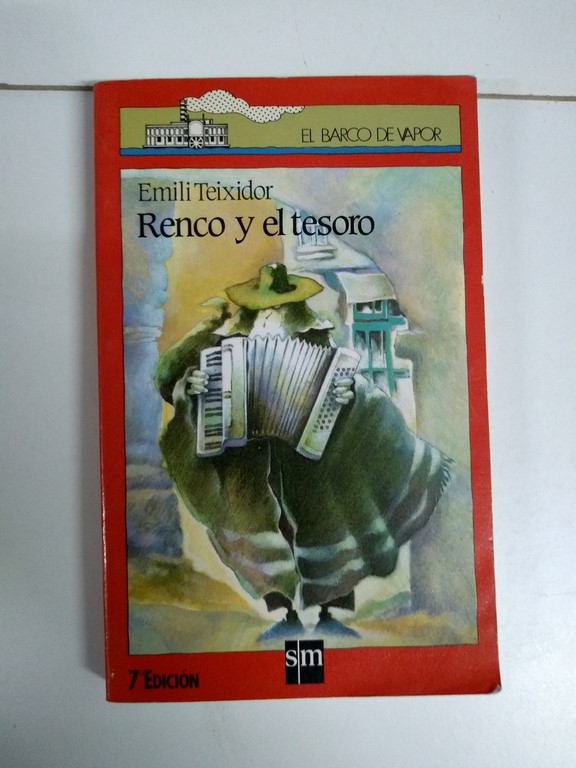 EL BARCO DE VAPOR
Emili Teixidor
Renco y el tesoro
sm
7ª EDICIÓN